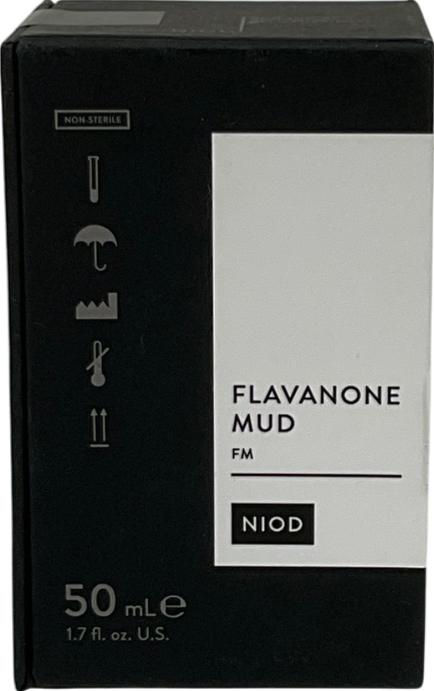 NON-STERILE
FLAVANONE
MUD
FM
NIOD
50 mL ℮
1.7 fl. oz. U.S.